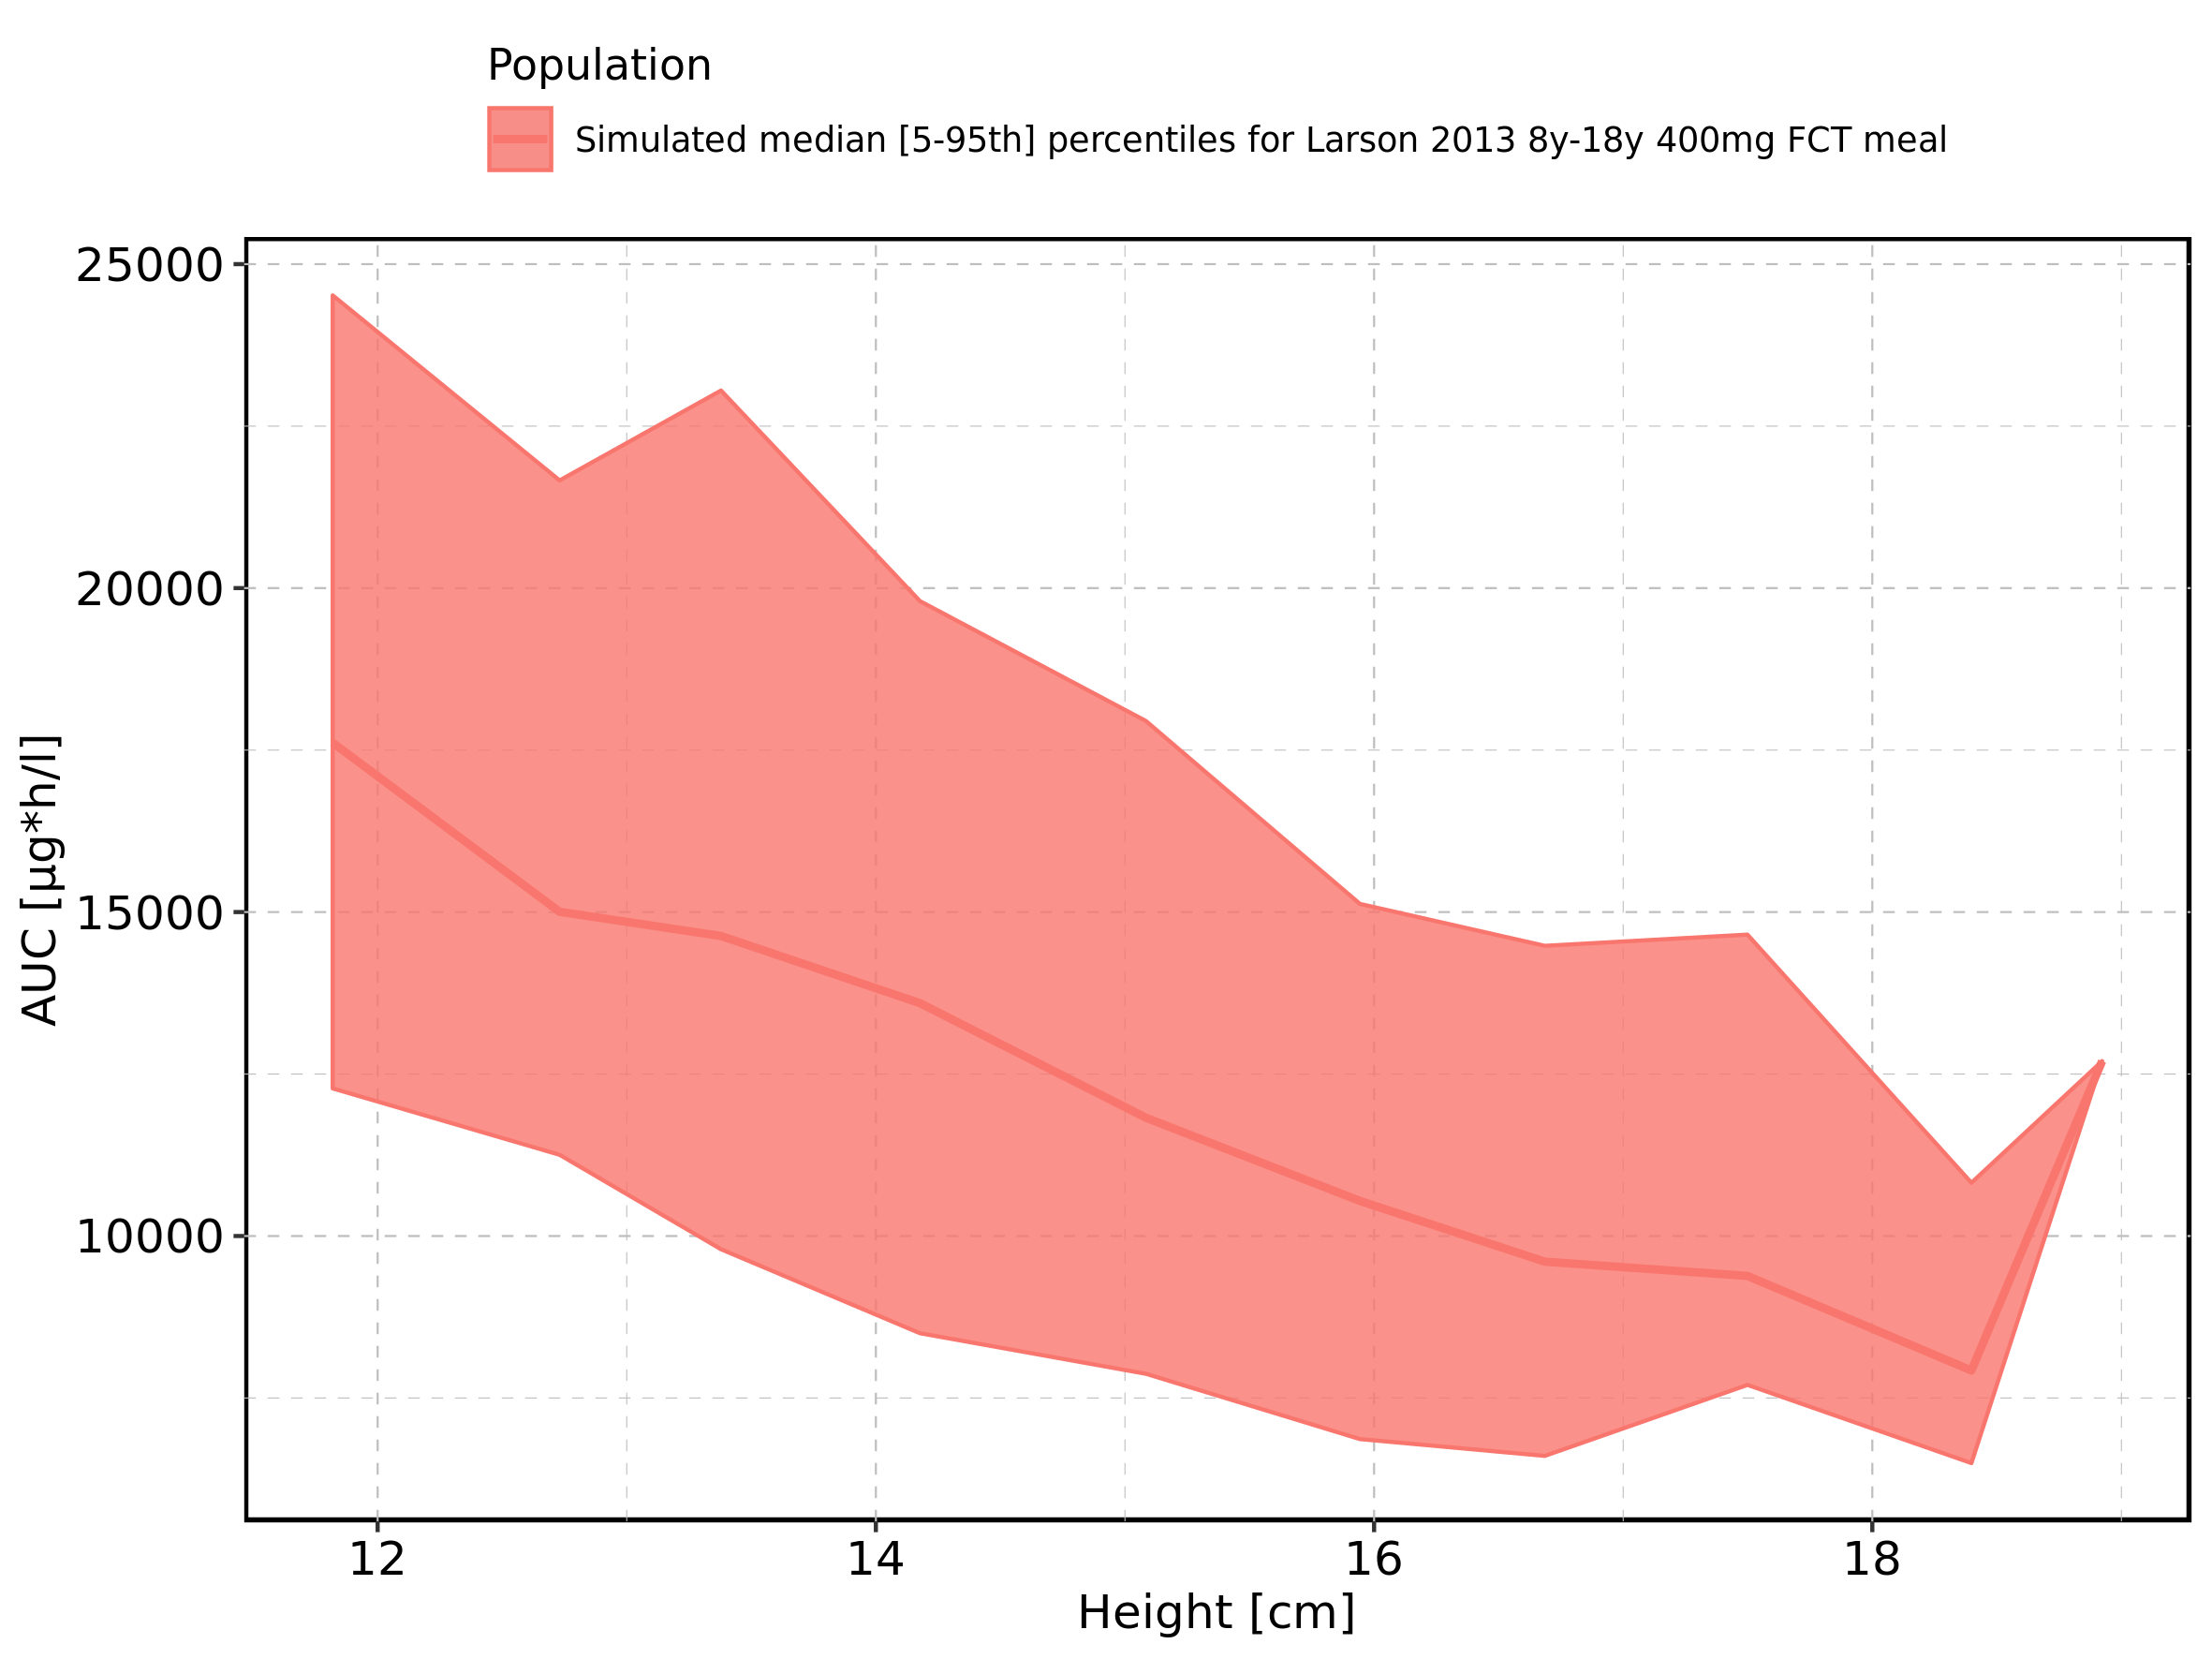 Population
Simulated median [5-95th] percentiles for Larson 2013 8y-18y 400mg FCT meal
25000
20000
15000
10000
AUC [µg*h/l]
12 14 16 18
Height [cm]